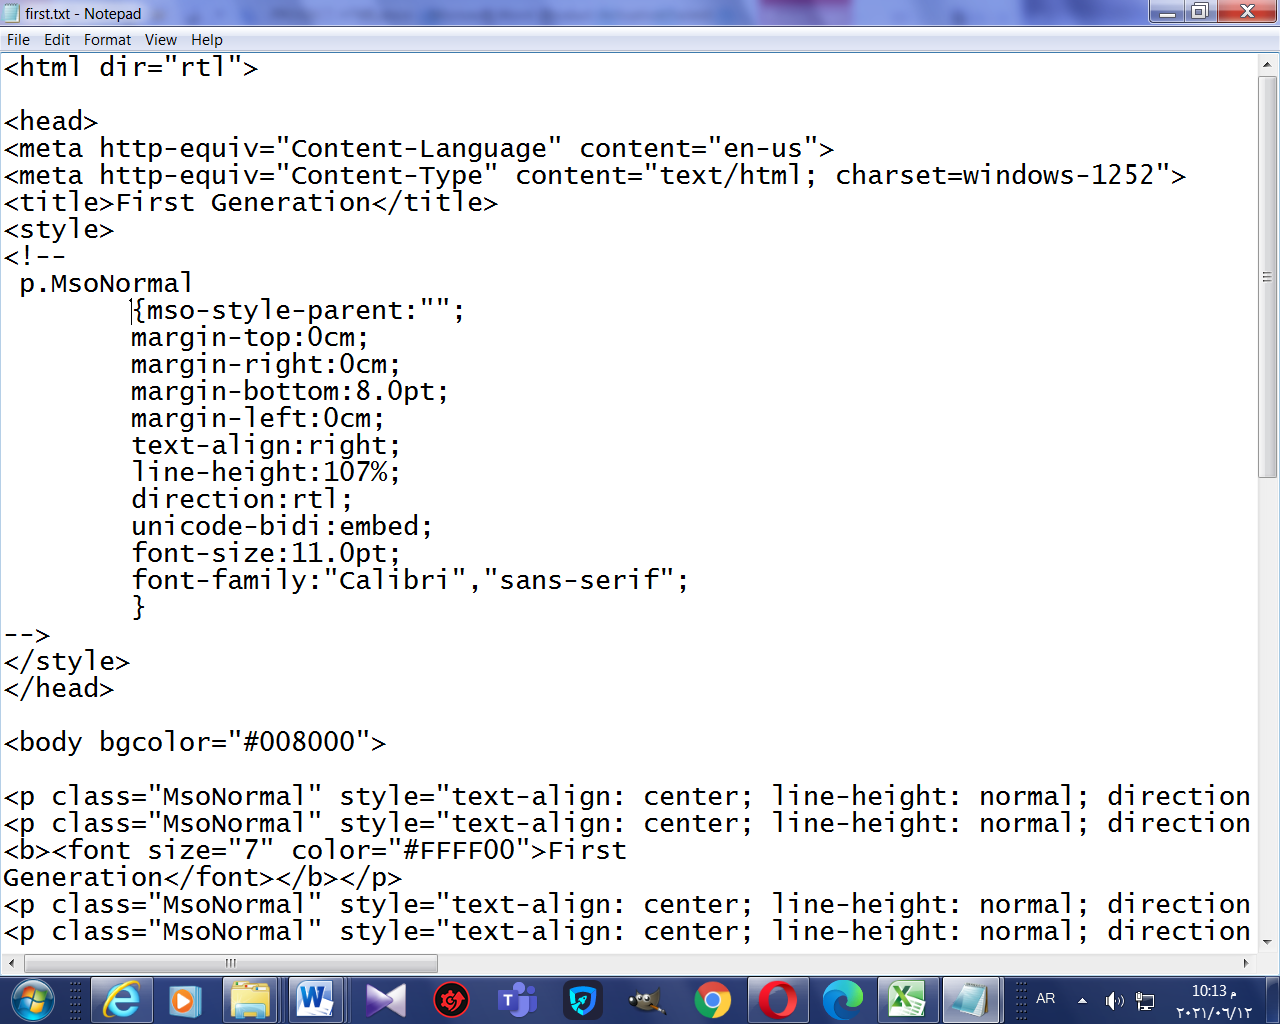 first.txt - Notepad
File Edit Format View Help
<html dir="rtl">
<head>
<meta http-equiv="Content-Language" content="en-us">
<meta http-equiv="Content-Type" content="text/html; charset=windows-1252">
<title>First Generation</title>
<style>
<!--
p.MsoNormal
{mso-style-parent:"";
margin-top:0cm;
margin-right:0cm;
margin-bottom:8.0pt;
margin-left:0cm;
text-align:right;
line-height:107%;
direction:rtl;
unicode-bidi:embed;
font-size:11.0pt;
font-family:"Calibri","sans-serif";
}
-->
</style>
</head>
<body bgcolor="#008000">
<p class="MsoNormal" style="text-align: center; line-height: normal; direction
<p class="MsoNormal" style="text-align: center; line-height: normal; direction
<b><font size="7" color="#FFFF00">First
Generation</font></b></p>
<p class="MsoNormal" style="text-align: center; line-height: normal; direction
<p class="MsoNormal" style="text-align: center; line-height: normal; direction
AR
10:13 م
٢٠٢١/٠٦/١٢